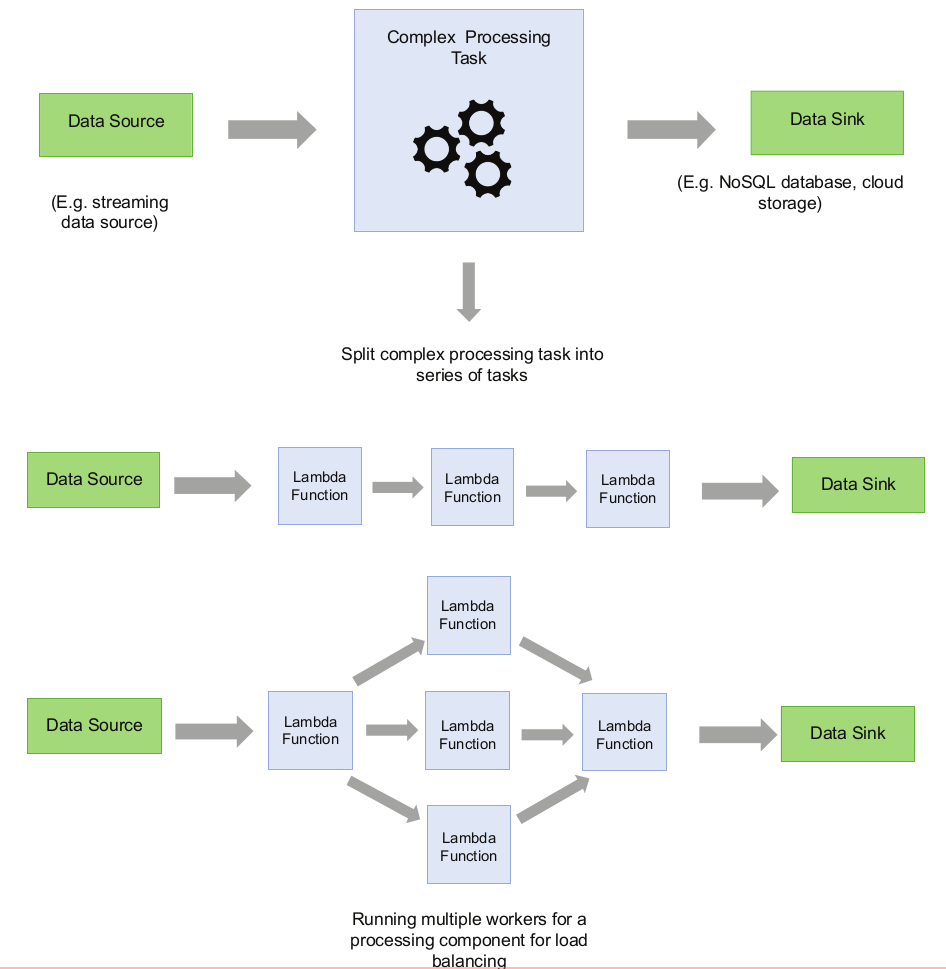 Complex Processing
Task
Data Source
Data Sink
(E.g. streaming
data source)
(E.g. NoSQL database, cloud
storage)
Split complex processing task into
series of tasks
Data Source
Lambda
Function
Lambda
Function
Lambda
Function
Data Sink
Lambda
Function
Data Source
Lambda
Function
Lambda
Function
Lambda
Function
Data Sink
Lambda
Function
Running multiple workers for a
processing component for load
balancing